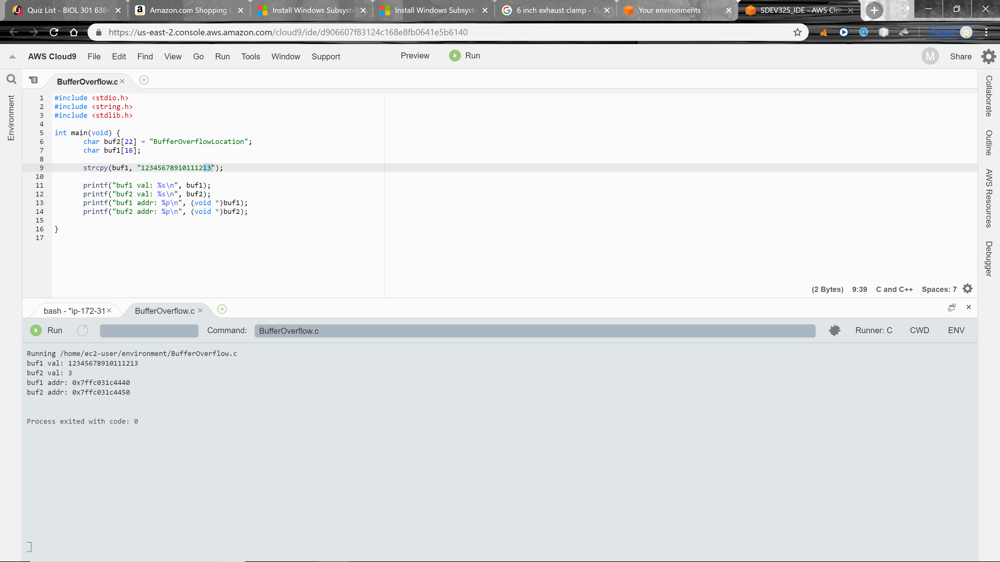 Quiz List - BIOL 301 6384
Amazon.com Shopping C
Install Windows Subsyste
Install Windows Subsyste
6 inch exhaust clamp - G
Your environments
SDEV325_IDE - AWS Clo
https://us-east-2.console.aws.amazon.com/cloud9/ide/d906607f83124c168e8fb0641e5b6140
Paused
AWS Cloud9 File Edit Find View Go Run Tools Window Support Preview Run M Share
Environment
BufferOverflow.c
1 #include <stdio.h>
2 #include <string.h>
3 #include <stdlib.h>
4
5 int main(void) {
6 char buf2[22] = "BufferOverflowLocation";
7 char buf1[16];
8
9 strcpy(buf1, "12345678910111213");
10
11 printf("buf1 val: %s\n", buf1);
12 printf("buf2 val: %s\n", buf2);
13 printf("buf1 addr: %p\n", (void *)buf1);
14 printf("buf2 addr: %p\n", (void *)buf2);
15
16 }
17
(2 Bytes) 9:39 C and C++ Spaces: 7
Collaborate
Outline
AWS Resources
Debugger
bash - "ip-172-31
BufferOverflow.c
Run Command: BufferOverflow.c Runner: C CWD ENV
Running /home/ec2-user/environment/BufferOverflow.c
buf1 val: 12345678910111213
buf2 val: 3
buf1 addr: 0x7ffc031c4440
buf2 addr: 0x7ffc031c4450
Process exited with code: 0